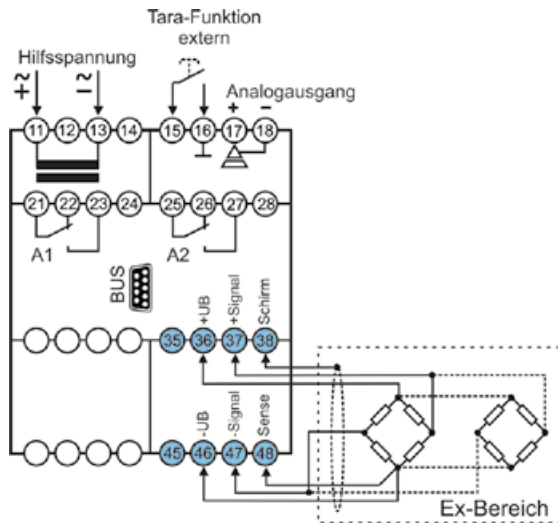 Tara-Funktion
extern
Hilfsspannung
+≂ −≂
Analogausgang
+ −
11 12 13 14 15 16 17 18
21 22 23 24 25 26 27 28
A1 A2
BUS
+UB +Signal Schirm
35 36 37 38
-UB -Signal Sense
45 46 47 48
Ex-Bereich